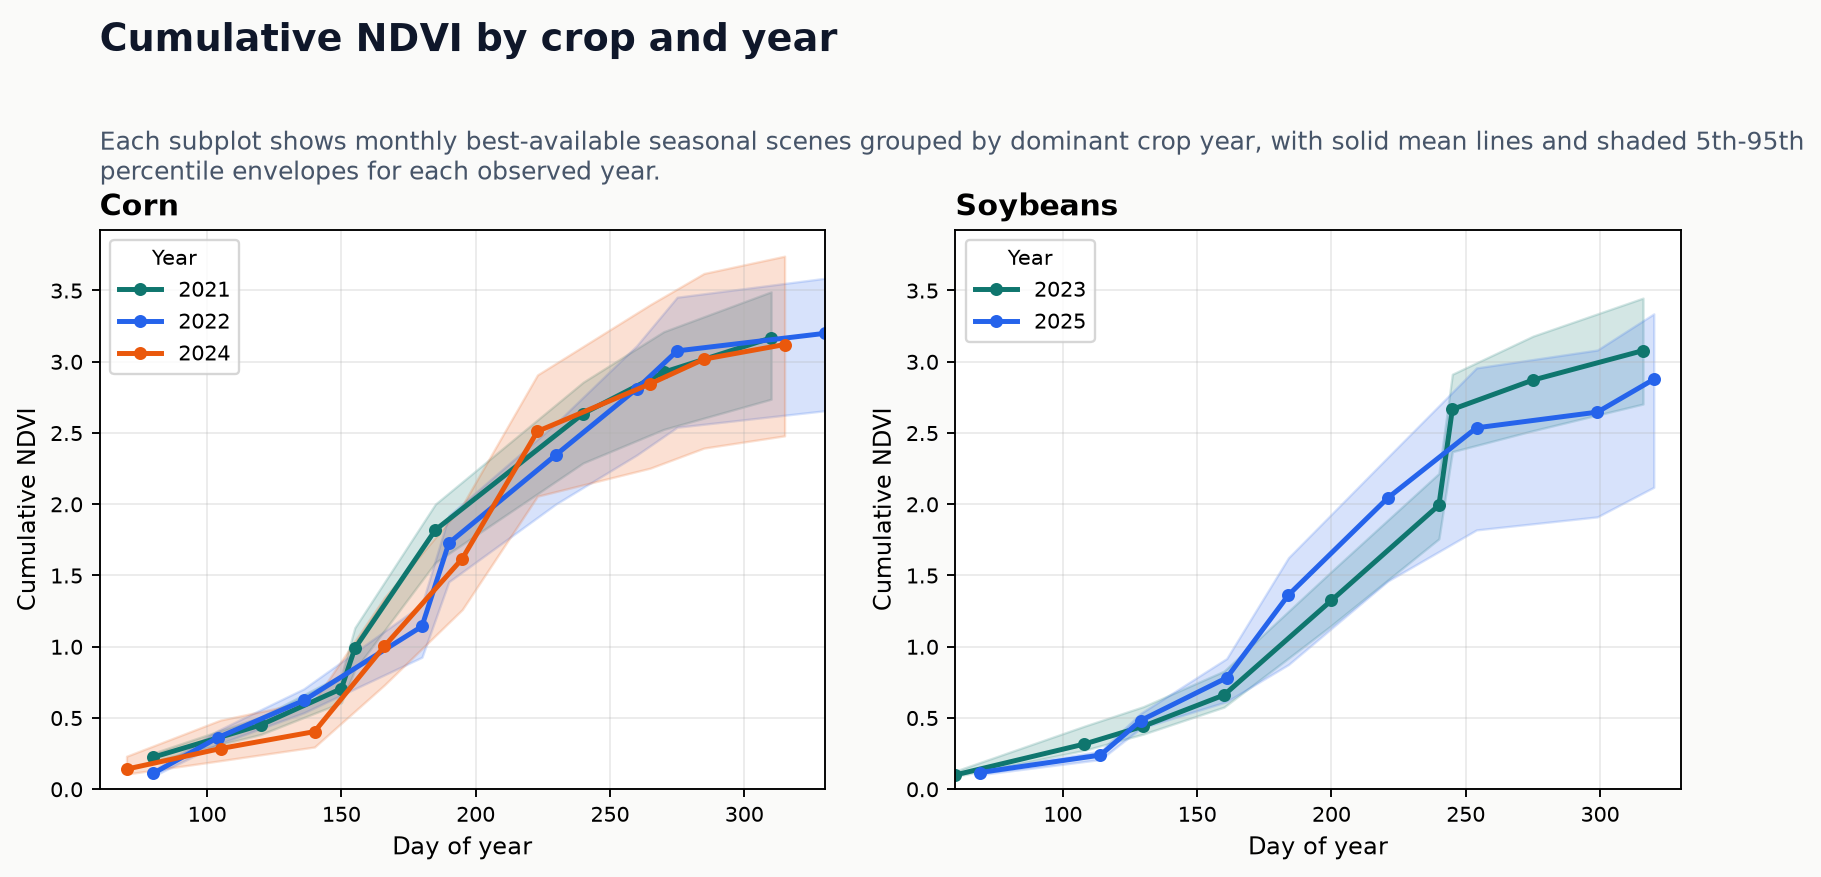 Cumulative NDVI by crop and year
Each subplot shows monthly best-available seasonal scenes grouped by dominant crop year, with solid mean lines and shaded 5th-95th
percentile envelopes for each observed year.
Corn
Year
2021
2022
2024
3.5
3.0
2.5
2.0
1.5
1.0
0.5
0.0
Cumulative NDVI
100 150 200 250 300
Day of year
Soybeans
Year
2023
2025
3.5
3.0
2.5
2.0
1.5
1.0
0.5
0.0
Cumulative NDVI
100 150 200 250 300
Day of year